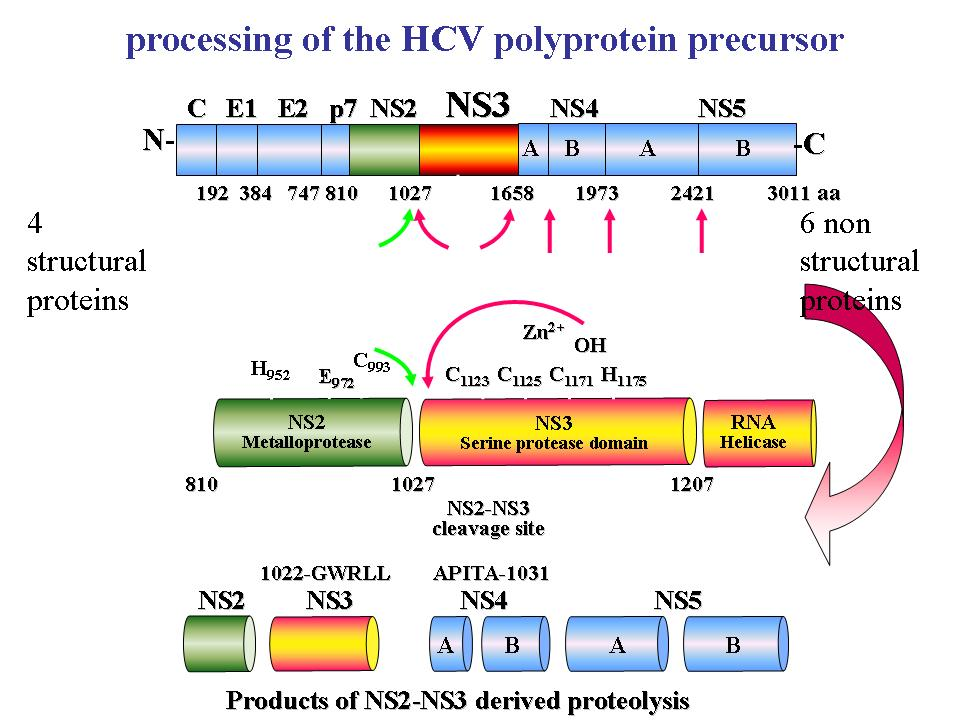 processing of the HCV polyprotein precursor
C E1 E2 p7 NS2 NS3 NS4 NS5
N- A B A B -C
192 384 747 810 1027 1658 1973 2421 3011 aa
4
structural
proteins
6 non
structural
proteins
Zn2+
OH
H952 E972 C993 C1123 C1125 C1171 H1175
NS2
Metalloprotease
NS3
Serine protease domain
RNA
Helicase
810 1027 1207
NS2-NS3
cleavage site
1022-GWRLL APITA-1031
NS2 NS3 NS4 NS5
A B A B
Products of NS2-NS3 derived proteolysis